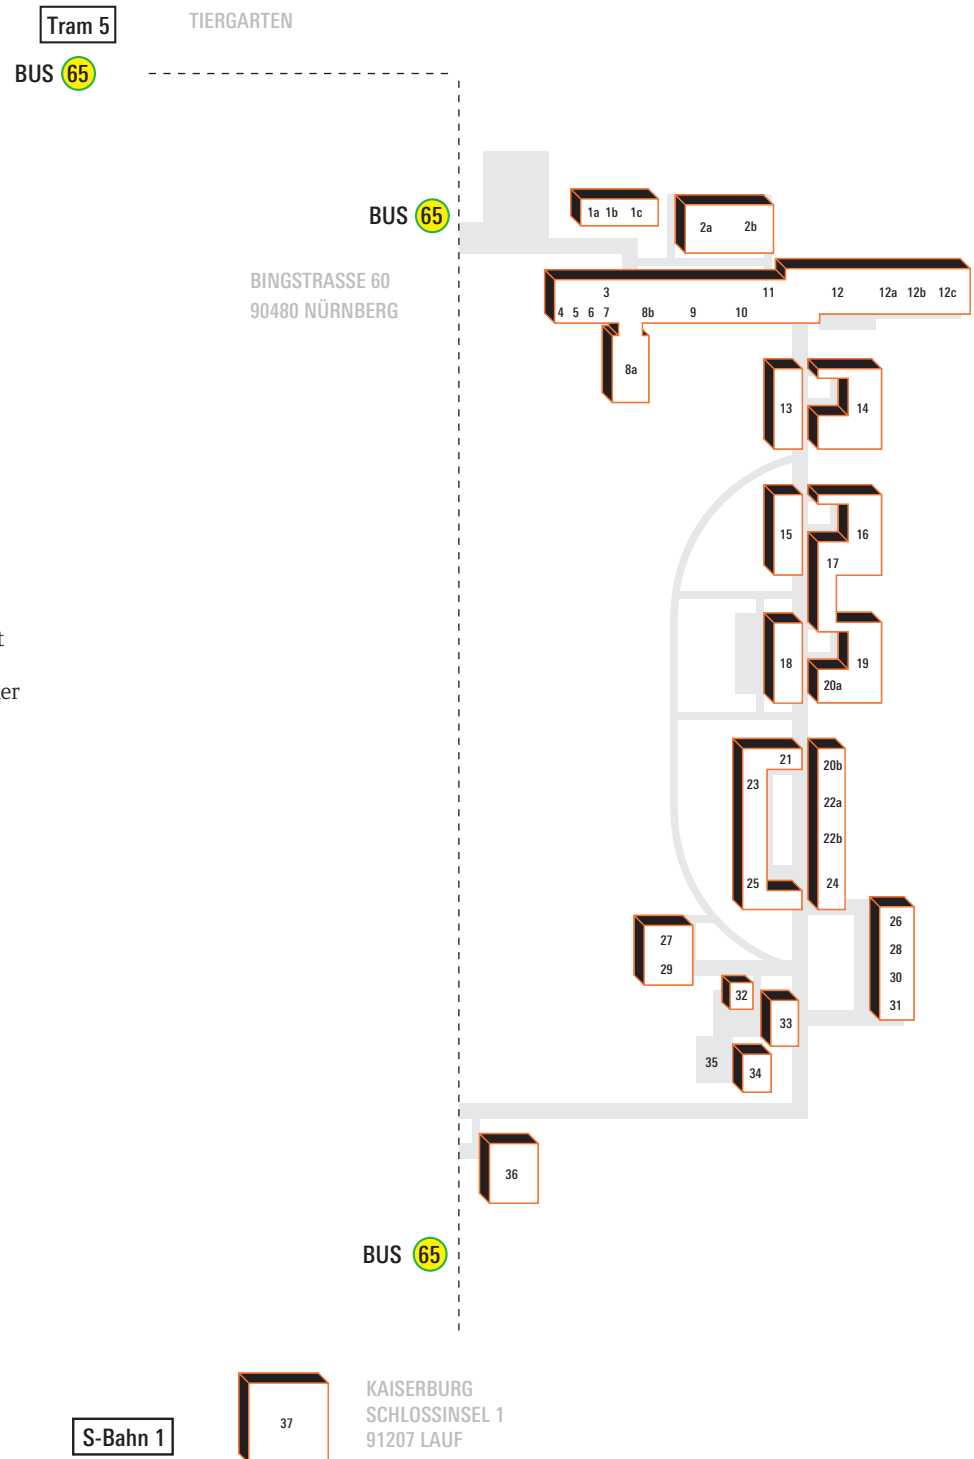 Tram 5
TIERGARTEN
BUS 65
BUS 65
1a 1b 1c
2a 2b
BINGSTRASSE 60
90480 NÜRNBERG
3 11 12 12a 12b 12c
4 5 6 7 8b 9 10
8a
13 14
15 16
17
t
18 19
er
20a
21 20b
23
22a
22b
25 24
26
27 28
29 30
32 31
33
35 34
36
BUS 65
KAISERBURG
SCHLOSSINSEL 1
91207 LAUF
37
S-Bahn 1